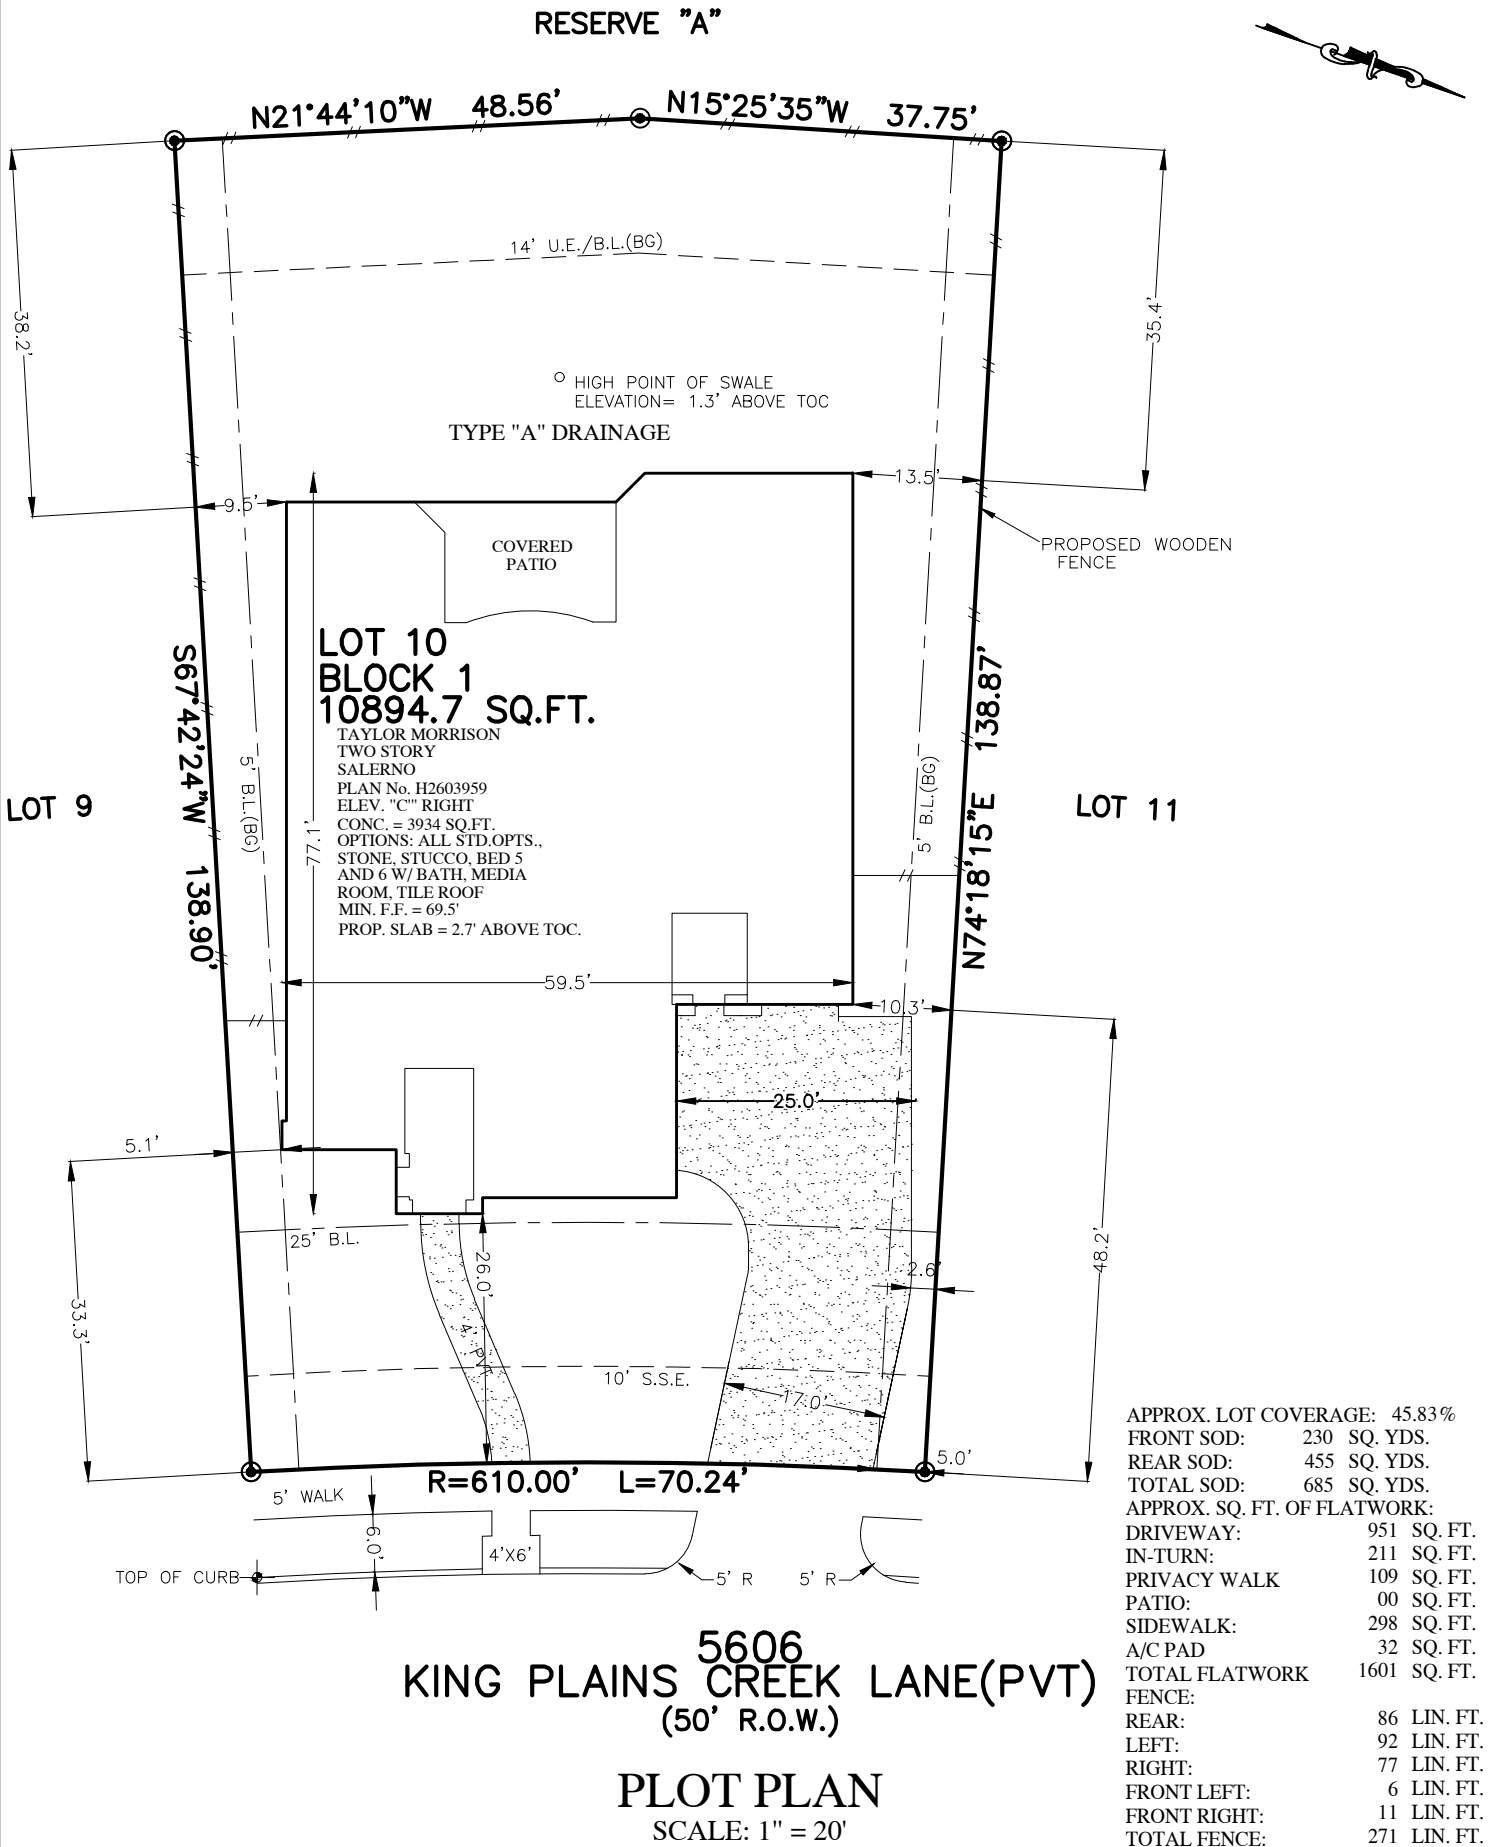 RESERVE "A"
N21°44'10"W 48.56'
N15°25'35"W 37.75'
14' U.E./B.L.(BG)
38.2'
35.4'
HIGH POINT OF SWALE
ELEVATION= 1.3' ABOVE TOC
TYPE "A" DRAINAGE
9.5'
13.5'
COVERED
PATIO
PROPOSED WOODEN
FENCE
LOT 10
BLOCK 1
10894.7 SQ.FT.
TAYLOR MORRISON
TWO STORY
SALERNO
PLAN No. H2603959
ELEV. "C"" RIGHT
CONC. = 3934 SQ.FT.
OPTIONS: ALL STD.OPTS.,
STONE, STUCCO, BED 5
AND 6 W/ BATH, MEDIA
ROOM, TILE ROOF
MIN. F.F. = 69.5'
PROP. SLAB = 2.7' ABOVE TOC.
S67°42'24"W 138.90'
5' B.L.(BG)
77.1'
5' B.L.(BG)
N74°18'15"E 138.87'
LOT 9
LOT 11
59.5'
10.3'
25.0'
5.1'
33.3'
48.2'
25' B.L.
26.0'
4' PVT
2.6'
10' S.S.E.
17.0'
5.0'
R=610.00' L=70.24'
5' WALK
6.0'
4'X6'
TOP OF CURB
5' R
5' R
5606
KING PLAINS CREEK LANE(PVT)
(50' R.O.W.)
PLOT PLAN
SCALE: 1" = 20'
APPROX. LOT COVERAGE: 45.83%
FRONT SOD: 230 SQ. YDS.
REAR SOD: 455 SQ. YDS.
TOTAL SOD: 685 SQ. YDS.
APPROX. SQ. FT. OF FLATWORK:
DRIVEWAY: 951 SQ. FT.
IN-TURN: 211 SQ. FT.
PRIVACY WALK 109 SQ. FT.
PATIO: 00 SQ. FT.
SIDEWALK: 298 SQ. FT.
A/C PAD 32 SQ. FT.
TOTAL FLATWORK 1601 SQ. FT.
FENCE:
REAR: 86 LIN. FT.
LEFT: 92 LIN. FT.
RIGHT: 77 LIN. FT.
FRONT LEFT: 6 LIN. FT.
FRONT RIGHT: 11 LIN. FT.
TOTAL FENCE: 271 LIN. FT.